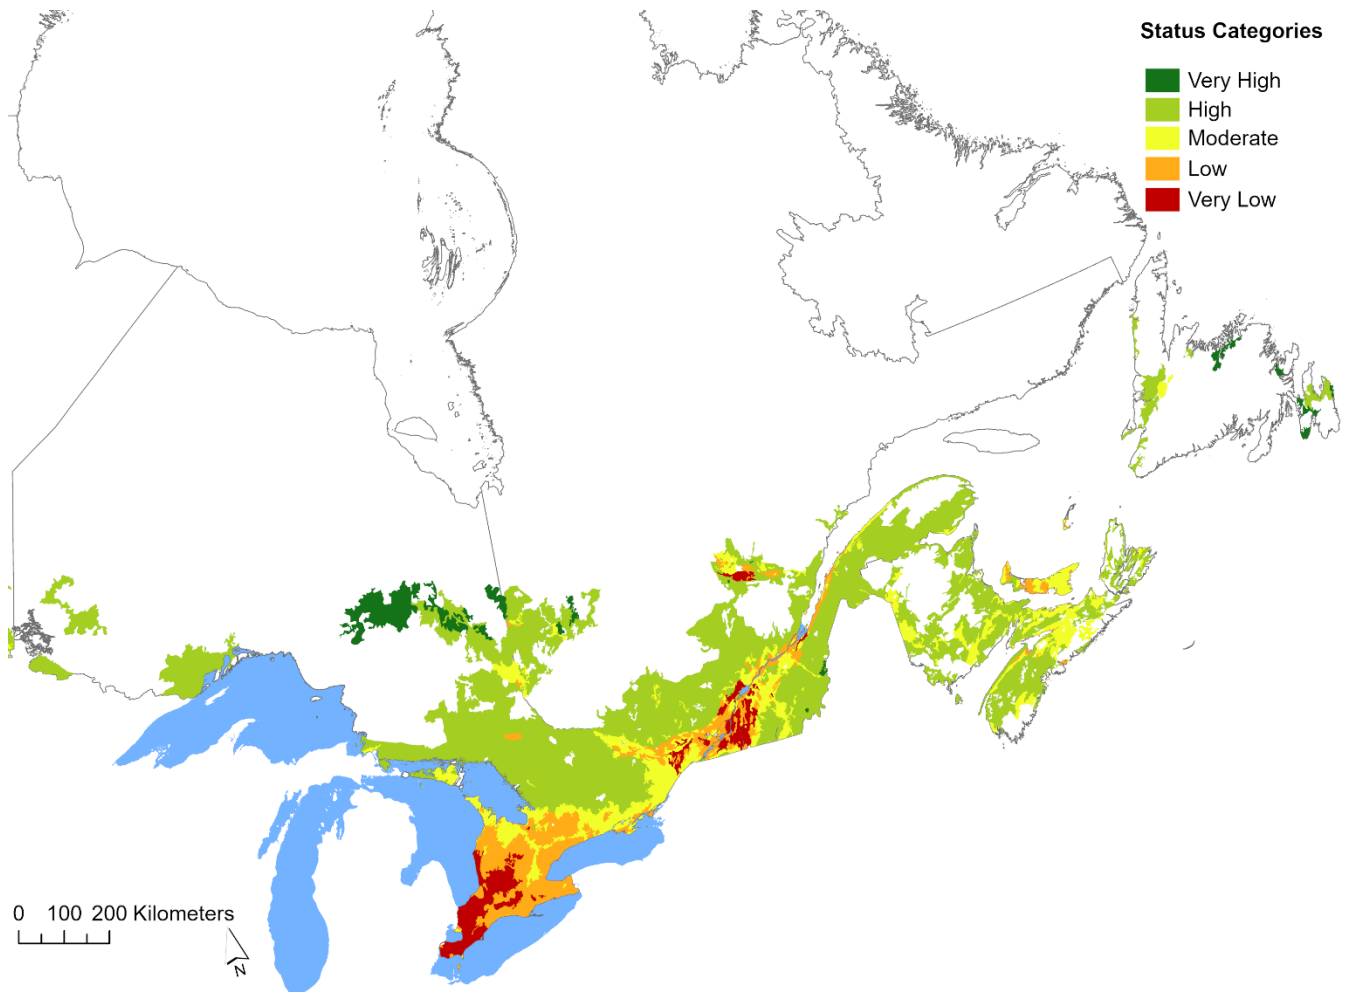 Status Categories
Very High
High
Moderate
Low
Very Low
0 100 200 Kilometers
N